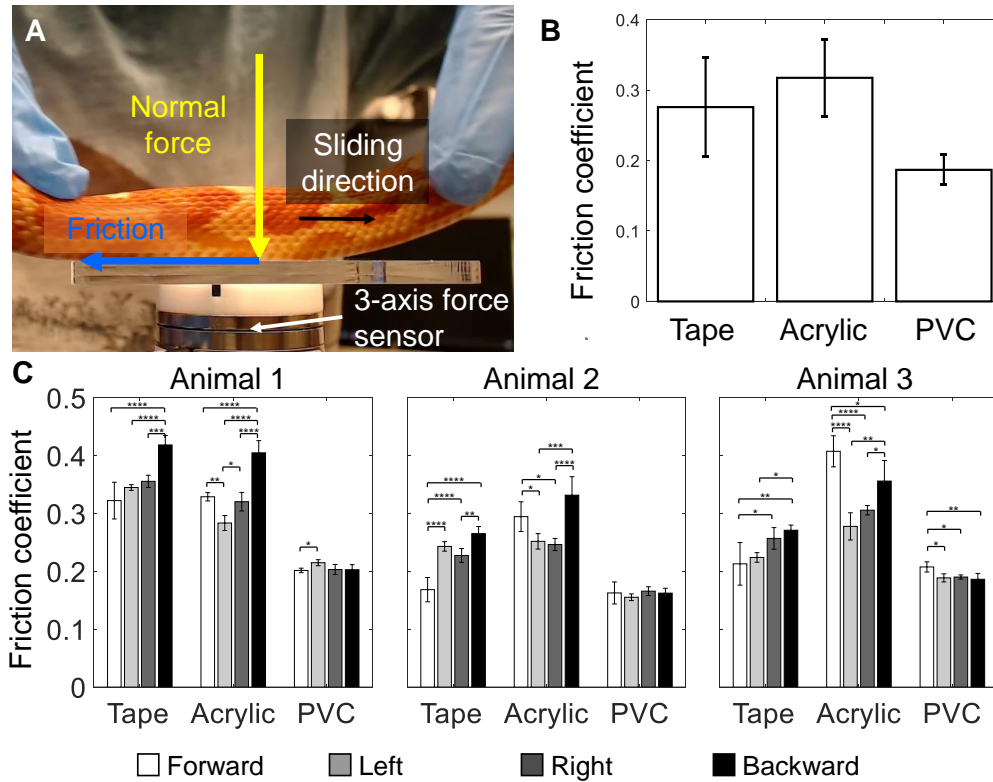 A
Normal
force
Sliding
direction
Friction
3-axis force
sensor
B
Friction coefficient
0.4
0.3
0.2
0.1
0
Tape Acrylic PVC
C
Animal 1 Animal 2 Animal 3
Friction coefficient
0.5
0.4
0.3
0.2
0.1
0
**** **** *** **** **** **** ** * *
**** **** **** ** *** * **** *
* ** * * **** **** ** * ** * *
Tape Acrylic PVC Tape Acrylic PVC Tape Acrylic PVC
Forward Left Right Backward